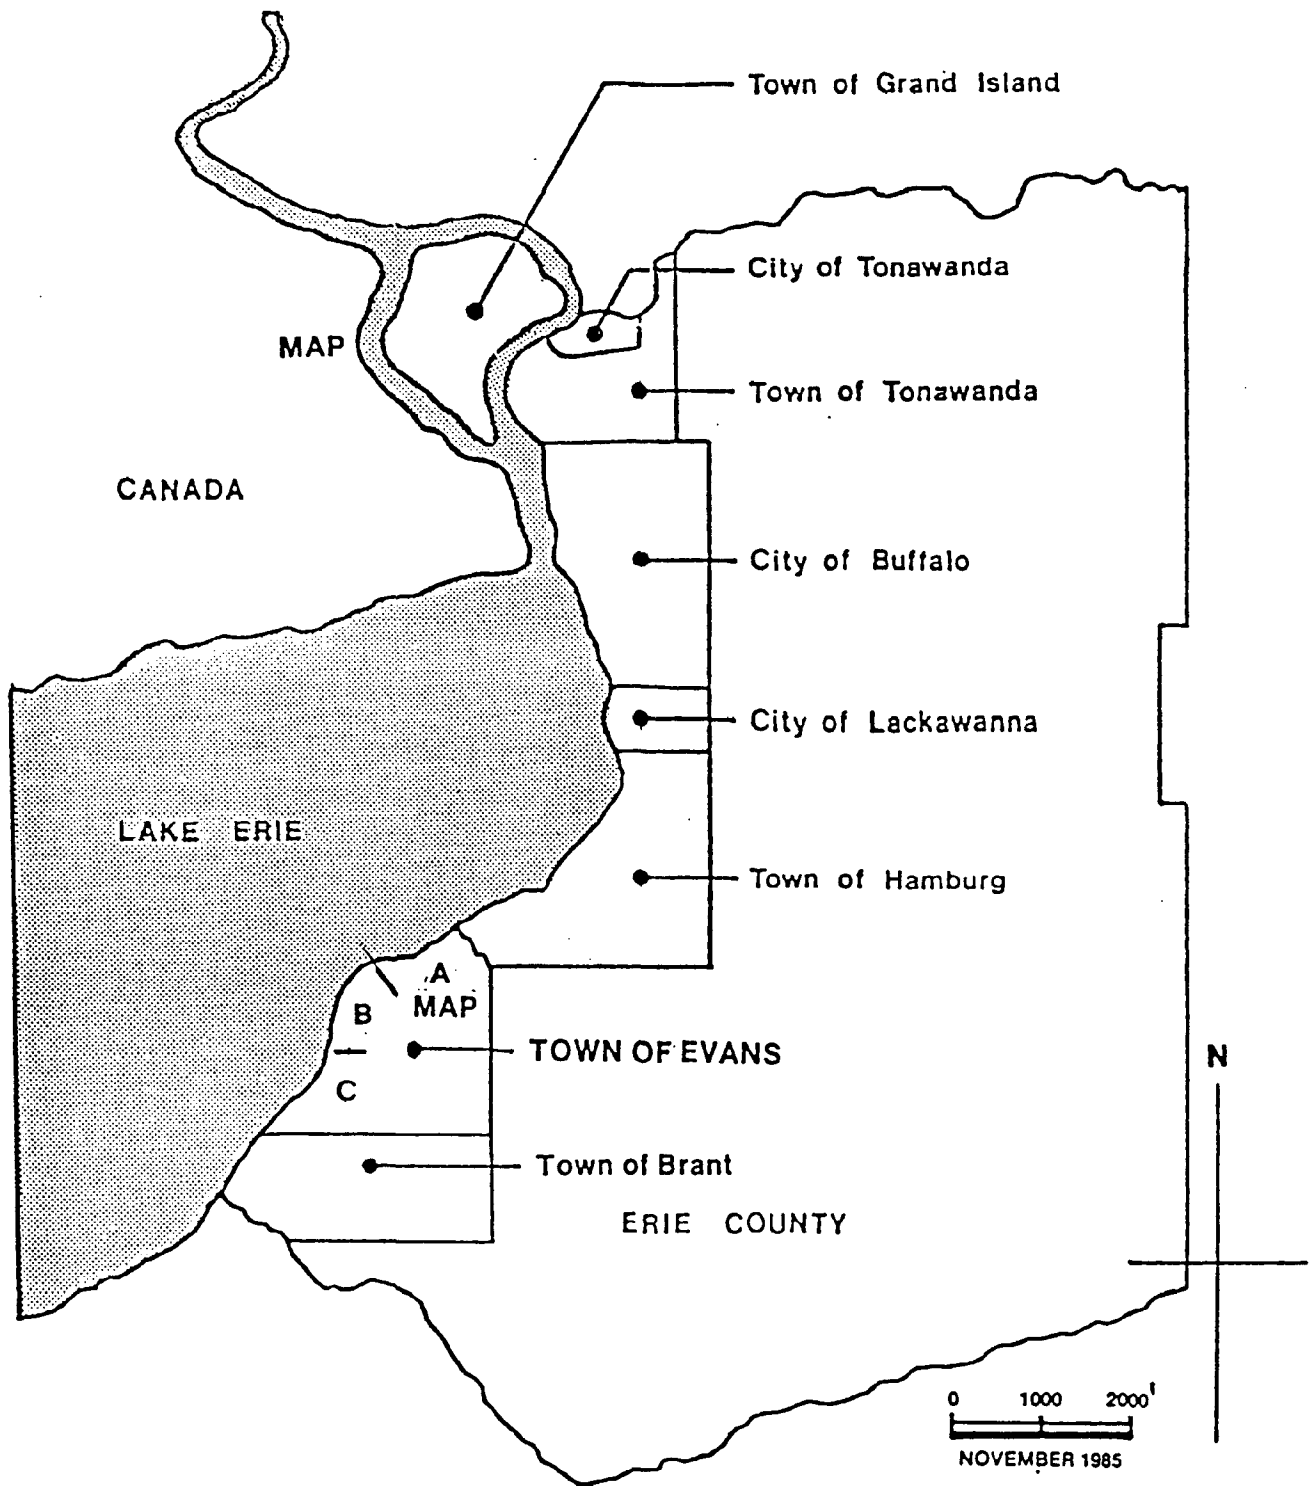 Town of Grand Island
City of Tonawanda
MAP
Town of Tonawanda
CANADA
City of Buffalo
City of Lackawanna
LAKE ERIE
Town of Hamburg
A
MAP
B
TOWN OF EVANS
N
C
Town of Brant
ERIE COUNTY
0 1000 2000'
NOVEMBER 1985